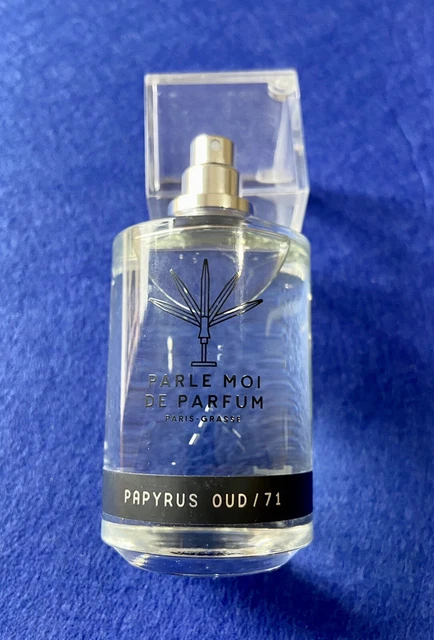 PARLE MOI
DE PARFUM
PARIS-GRASSE
PAPYRUS OUD/71